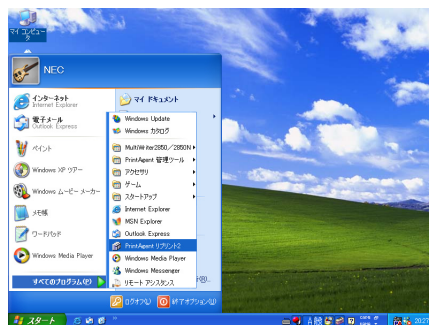 マイ コンピュータ
NEC
インターネット
Internet Explorer
電子メール
Outlook Express
ペイント
Windows XP ツアー
Windows ムービー メーカー
メモ帳
ワードパッド
Windows Media Player
すべてのプログラム(P)
マイ ドキュメント
Windows Update
Windows カタログ
MultiWriter2850／2850N
PrintAgent 管理ツール
アクセサリ
ゲーム
スタートアップ
Internet Explorer
MSN Explorer
Outlook Express
PrintAgent リプリント2
Windows Media Player
Windows Messenger
リモート アシスタンス
ログオフ(L)
終了オプション(U)
スタート
A 般
CAPS
KANA
20:27